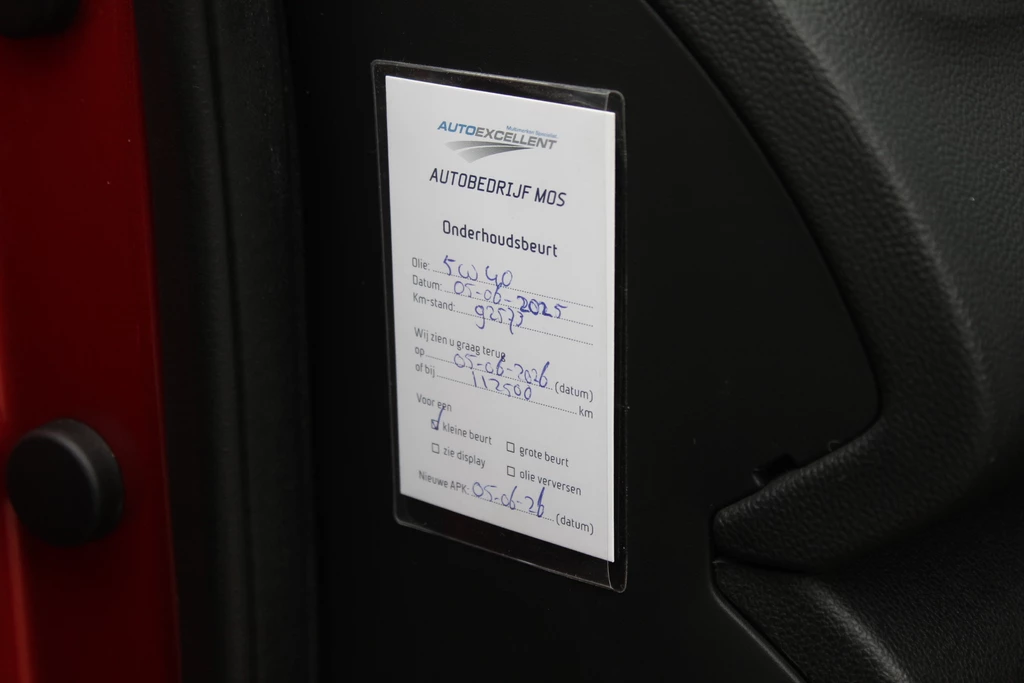 Multimerken Specialist
AUTOEXCELLENT
AUTOBEDRIJF MOS
Onderhoudsbeurt
Olie: 5W40
Datum: 05-06-2025
Km-stand: 92573
Wij zien u graag terug
op 05-06-2026 (datum)
of bij 112500 km
Voor een
kleine beurt grote beurt
zie display olie verversen
Nieuwe APK: 05-06-26 (datum)